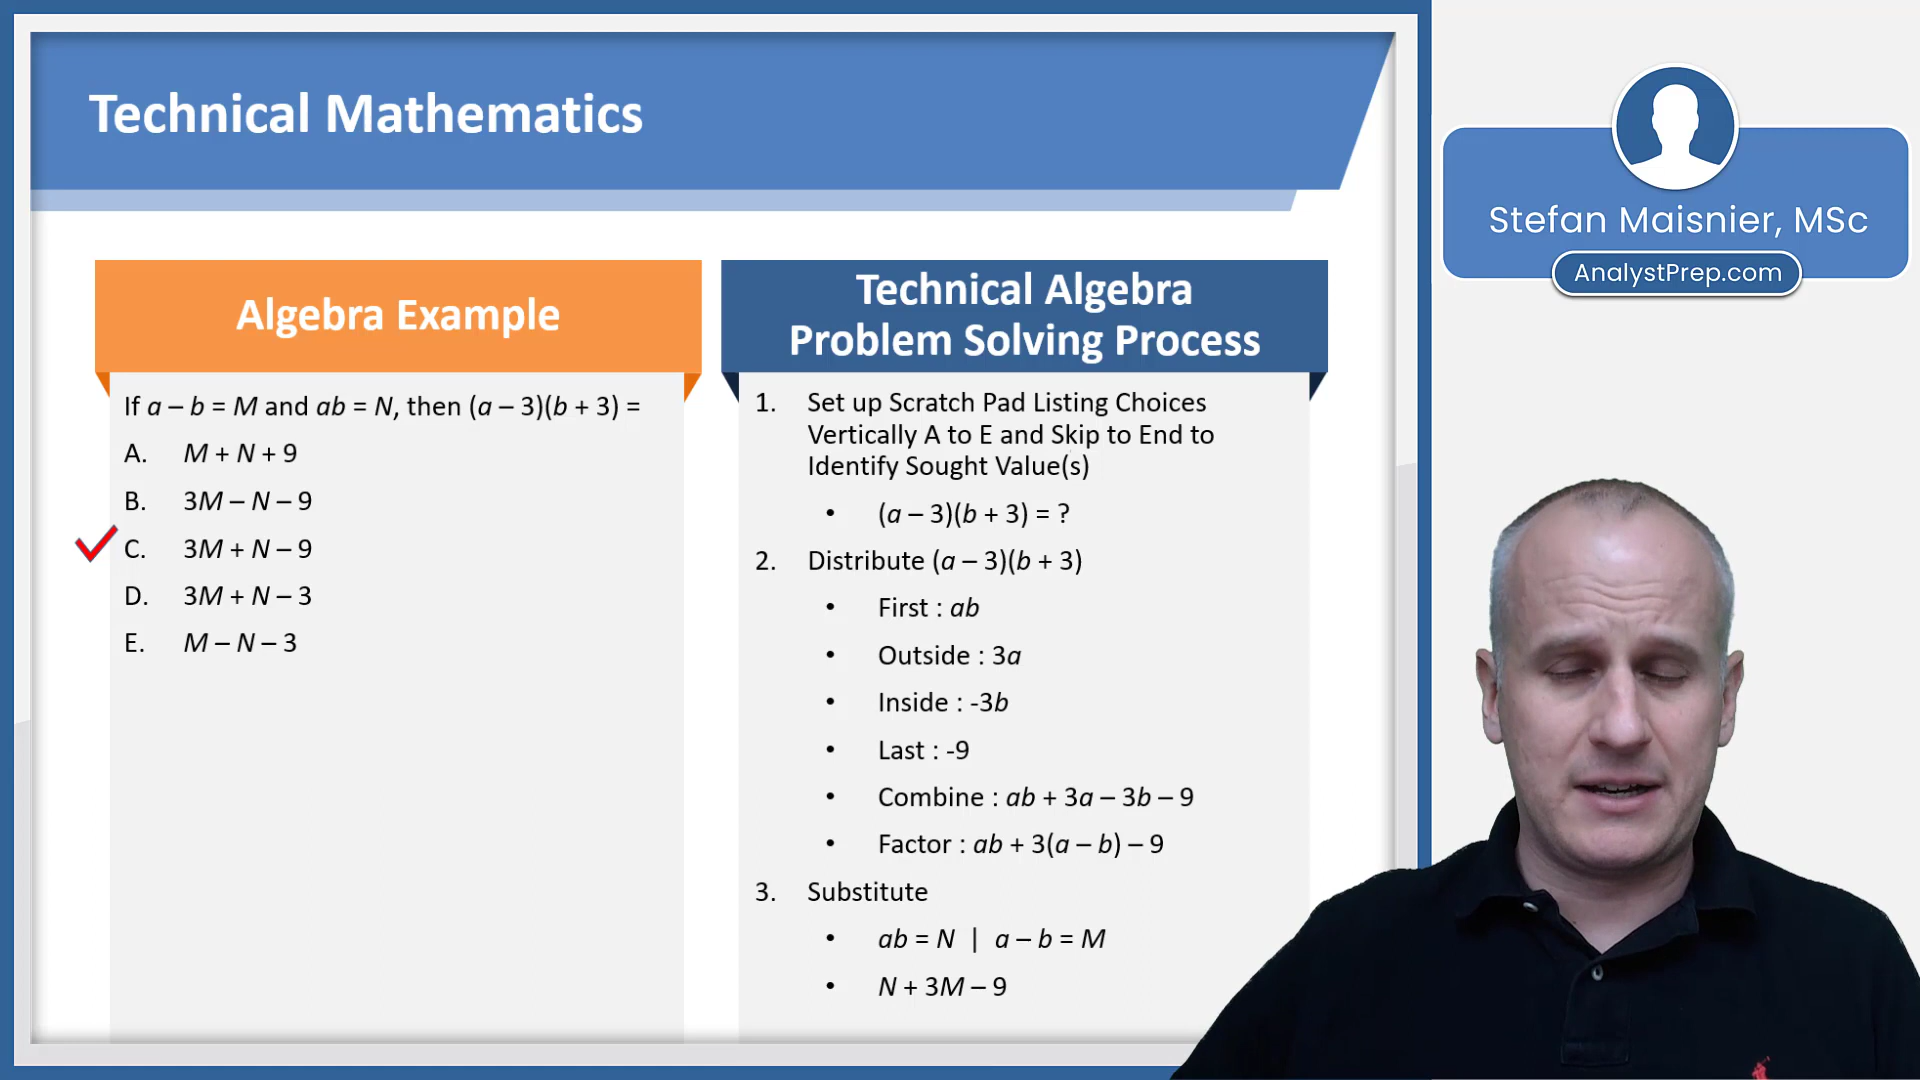 Technical Mathematics
Stefan Maisnier, MSc
AnalystPrep.com
Algebra Example
If a – b = M and ab = N, then (a – 3)(b + 3) =
A. M + N + 9
B. 3M – N – 9
C. 3M + N – 9
D. 3M + N – 3
E. M – N – 3
Technical Algebra
Problem Solving Process
1. Set up Scratch Pad Listing Choices
Vertically A to E and Skip to End to
Identify Sought Value(s)
• (a – 3)(b + 3) = ?
2. Distribute (a – 3)(b + 3)
• First : ab
• Outside : 3a
• Inside : -3b
• Last : -9
• Combine : ab + 3a – 3b – 9
• Factor : ab + 3(a – b) – 9
3. Substitute
• ab = N | a – b = M
• N + 3M – 9